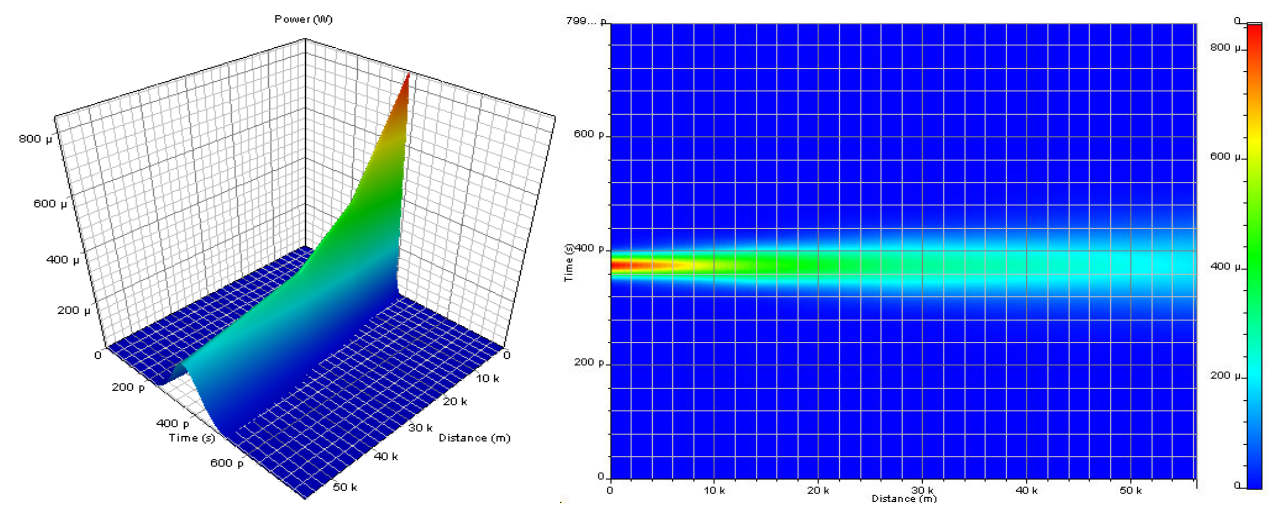 Power (W)
800 µ
600 µ
400 µ
200 µ
0
200 p
400 p
600 p
Time (s)
0
10 k
20 k
30 k
40 k
50 k
Distance (m)
799... p
600 p
400 p
200 p
0
Time (s)
0
10 k
20 k
30 k
40 k
50 k
Distance (m)
0
800 µ
600 µ
400 µ
200 µ
0